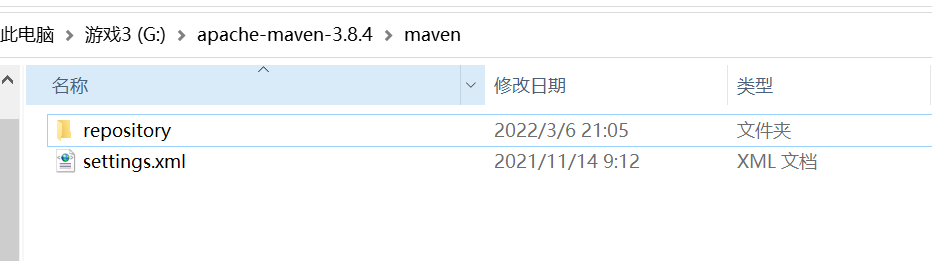 此电脑 > 游戏3 (G:) > apache-maven-3.8.4 > maven
名称 修改日期 类型
repository 2022/3/6 21:05 文件夹
settings.xml 2021/11/14 9:12 XML 文档